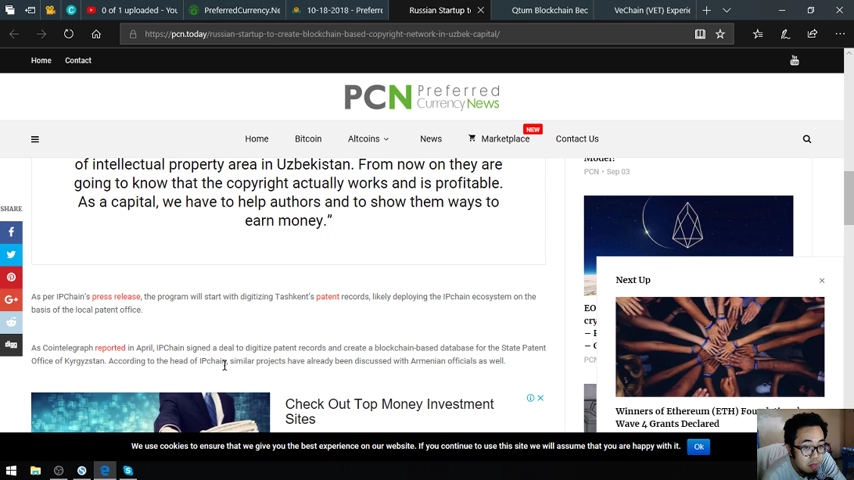 0 of 1 uploaded - You
PreferredCurrency.Ne
10-18-2018 - Preferre
Russian Startup to
Qtum Blockchain Bec
VeChain (VET) Experie
https://pcn.today/russian-startup-to-create-blockchain-based-copyright-network-in-uzbek-capital/
Home Contact
PCN Preferred
Currency News
NEW
Home Bitcoin Altcoins News Marketplace Contact Us
of intellectual property area in Uzbekistan. From now on they are
going to know that the copyright actually works and is profitable.
As a capital, we have to help authors and to show them ways to
earn money.”
Model!
PCN - Sep 03
SHARE
As per IPChain's press release, the program will start with digitizing Tashkent's patent records, likely deploying the IPchain ecosystem on the
basis of the local patent office.
As Cointelegraph reported in April, IPChain signed a deal to digitize patent records and create a blockchain-based database for the State Patent
Office of Kyrgyzstan. According to the head of IPChain, similar projects have already been discussed with Armenian officials as well.
Check Out Top Money Investment
Sites
EO
cry
– E
– C
PCN
Next Up
Winners of Ethereum (ETH) Foundation
Wave 4 Grants Declared
We use cookies to ensure that we give you the best experience on our website. If you continue to use this site we will assume that you are happy with it.
Ok